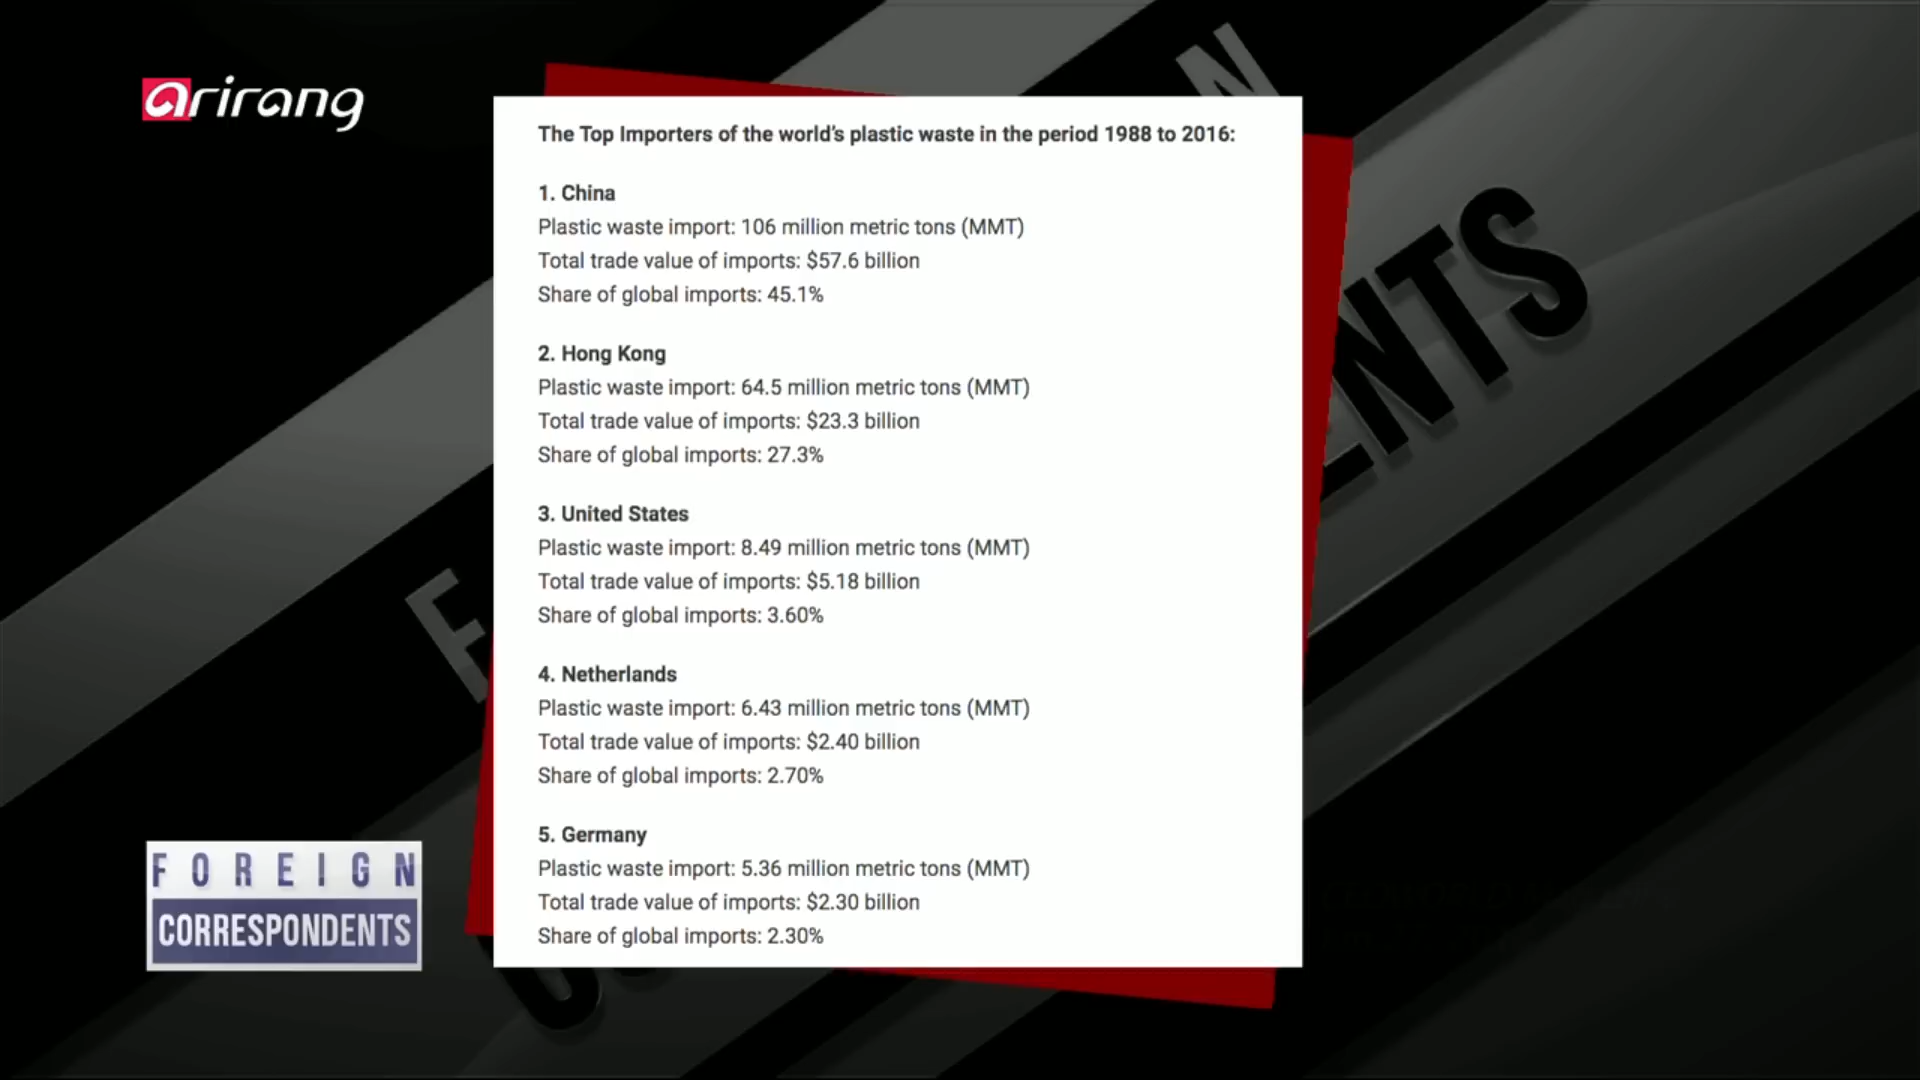 arirang
The Top Importers of the world's plastic waste in the period 1988 to 2016:
1. China
Plastic waste import: 106 million metric tons (MMT)
Total trade value of imports: $57.6 billion
Share of global imports: 45.1%
2. Hong Kong
Plastic waste import: 64.5 million metric tons (MMT)
Total trade value of imports: $23.3 billion
Share of global imports: 27.3%
3. United States
Plastic waste import: 8.49 million metric tons (MMT)
Total trade value of imports: $5.18 billion
Share of global imports: 3.60%
4. Netherlands
Plastic waste import: 6.43 million metric tons (MMT)
Total trade value of imports: $2.40 billion
Share of global imports: 2.70%
5. Germany
Plastic waste import: 5.36 million metric tons (MMT)
Total trade value of imports: $2.30 billion
Share of global imports: 2.30%
FOREIGN
CORRESPONDENTS